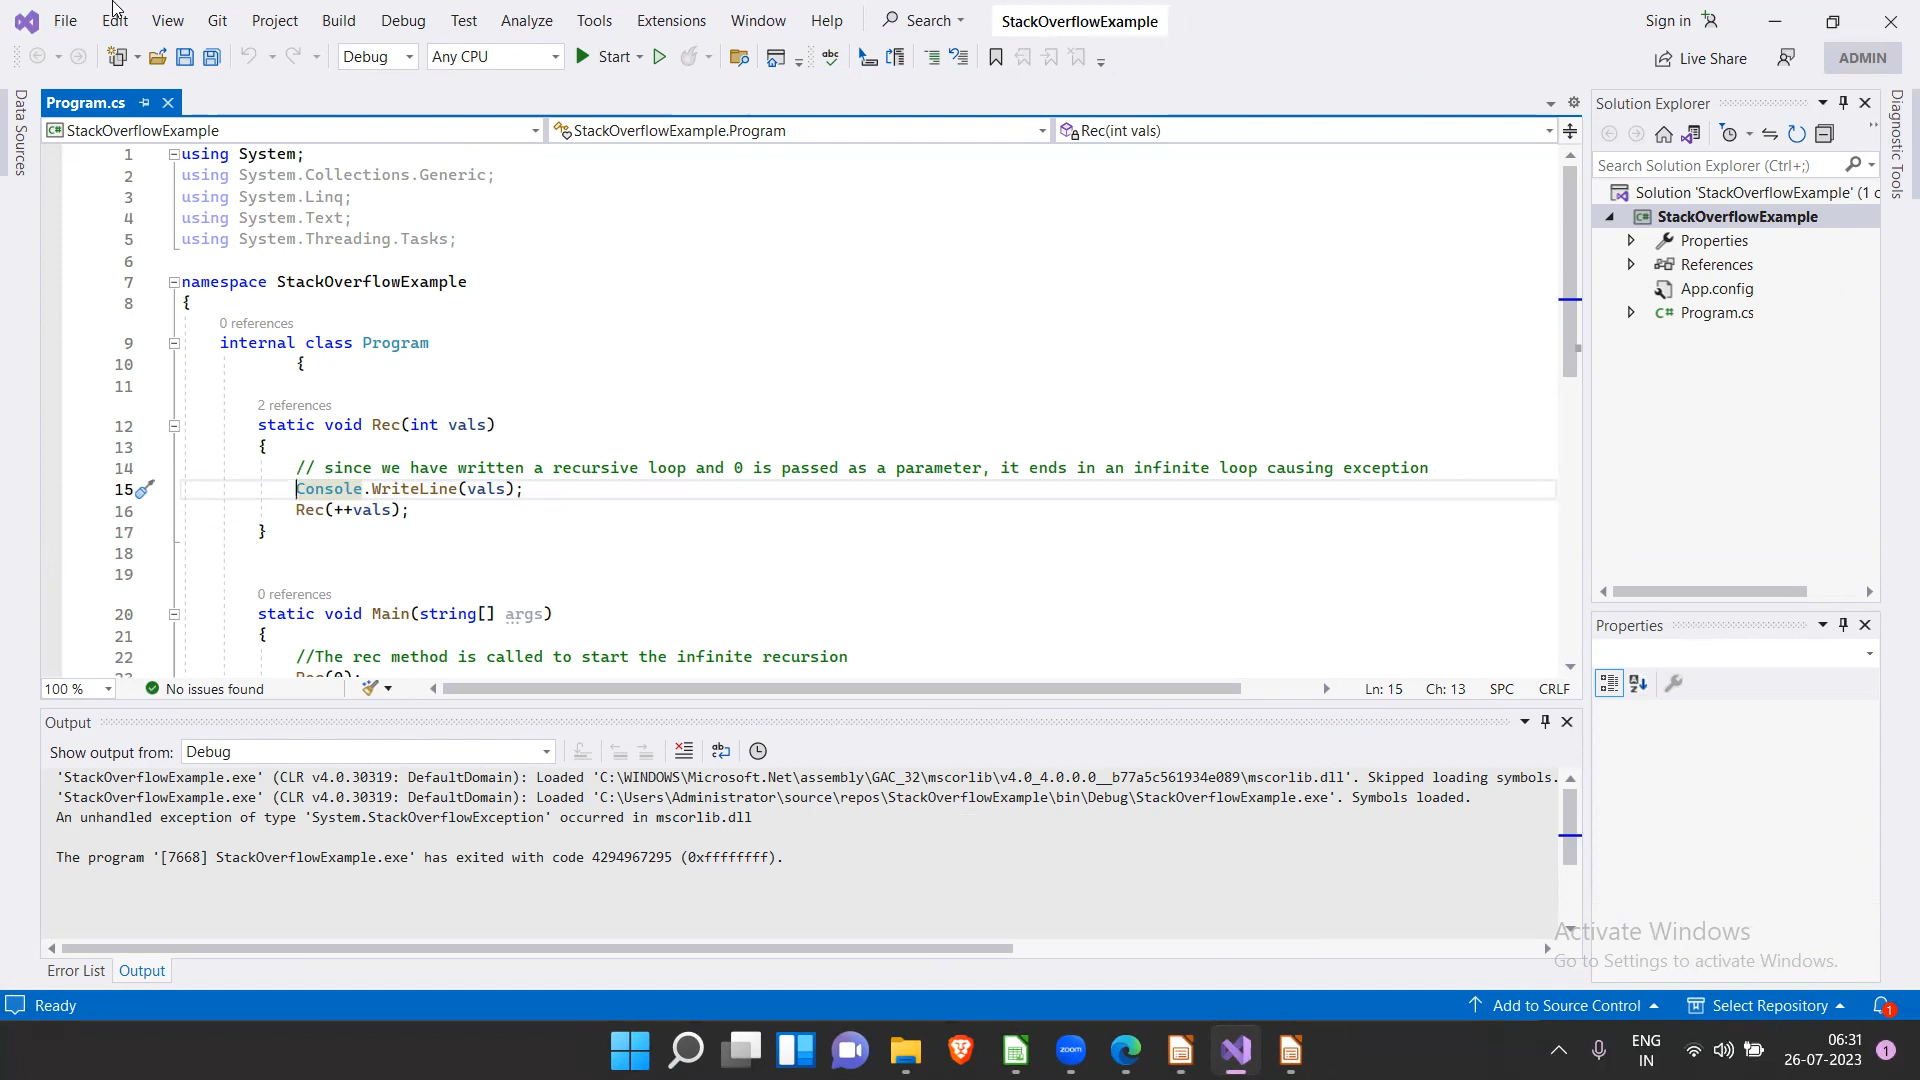 File Edit View Git Project Build Debug Test Analyze Tools Extensions Window Help Search StackOverflowExample Sign in
Debug Any CPU Start Live Share ADMIN
Data Sources
Program.cs
StackOverflowExample StackOverflowExample.Program Rec(int vals)
1 using System;
2 using System.Collections.Generic;
3 using System.Linq;
4 using System.Text;
5 using System.Threading.Tasks;
6
7 namespace StackOverflowExample
8 {
0 references
9 internal class Program
10 {
11
2 references
12 static void Rec(int vals)
13 {
14 // since we have written a recursive loop and 0 is passed as a parameter, it ends in an infinite loop causing exception
15 Console.WriteLine(vals);
16 Rec(++vals);
17 }
18
19
0 references
20 static void Main(string[] args)
21 {
22 //The rec method is called to start the infinite recursion
23 Rec(0);
100 % No issues found Ln: 15 Ch: 13 SPC CRLF
Output
Show output from: Debug
'StackOverflowExample.exe' (CLR v4.0.30319: DefaultDomain): Loaded 'C:\WINDOWS\Microsoft.Net\assembly\GAC_32\mscorlib\v4.0_4.0.0.0__b77a5c561934e089\mscorlib.dll'. Skipped loading symbols.
'StackOverflowExample.exe' (CLR v4.0.30319: DefaultDomain): Loaded 'C:\Users\Administrator\source\repos\StackOverflowExample\bin\Debug\StackOverflowExample.exe'. Symbols loaded.
An unhandled exception of type 'System.StackOverflowException' occurred in mscorlib.dll
The program '[7668] StackOverflowExample.exe' has exited with code 4294967295 (0xffffffff).
Error List Output
Solution Explorer
Search Solution Explorer (Ctrl+;)
Solution 'StackOverflowExample' (1 c
C# StackOverflowExample
Properties
References
App.config
C# Program.cs
Diagnostic Tools
Properties
Activate Windows
Go to Settings to activate Windows.
Ready Add to Source Control Select Repository 1
zoom
ENG
IN
06:31
26-07-2023
1